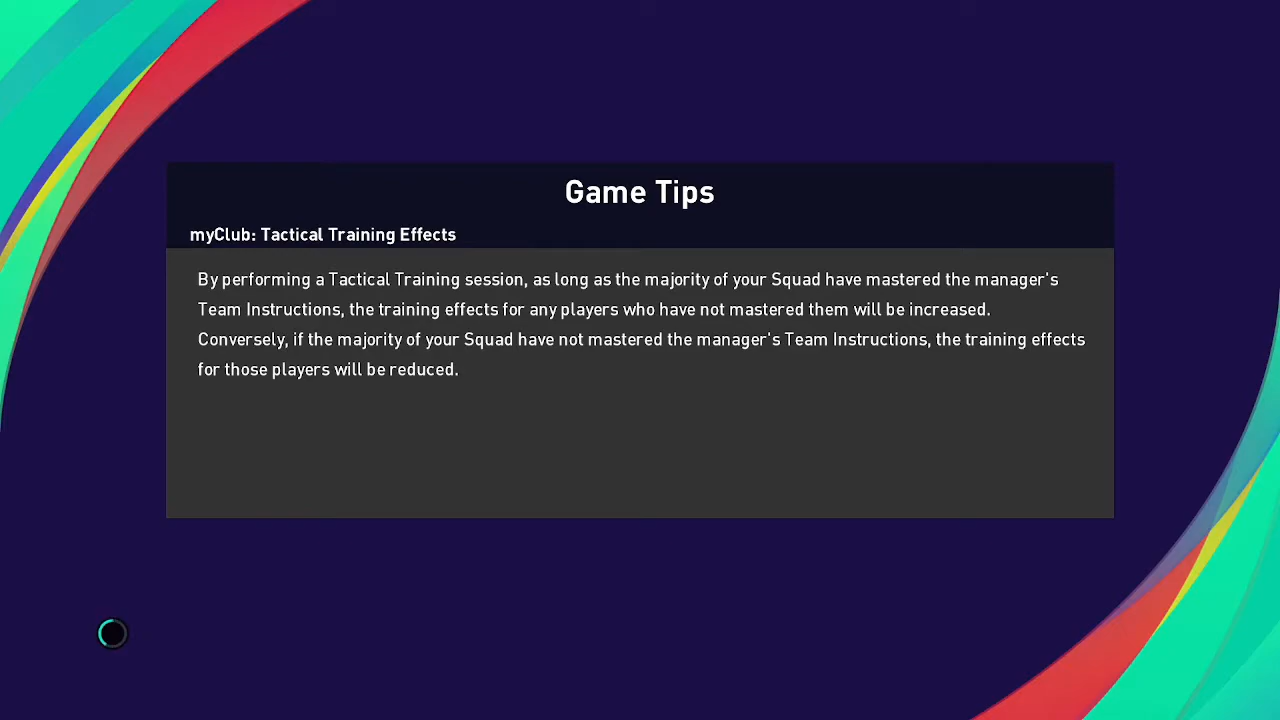 Game Tips
myClub: Tactical Training Effects
By performing a Tactical Training session, as long as the majority of your Squad have mastered the manager's
Team Instructions, the training effects for any players who have not mastered them will be increased.
Conversely, if the majority of your Squad have not mastered the manager's Team Instructions, the training effects
for those players will be reduced.